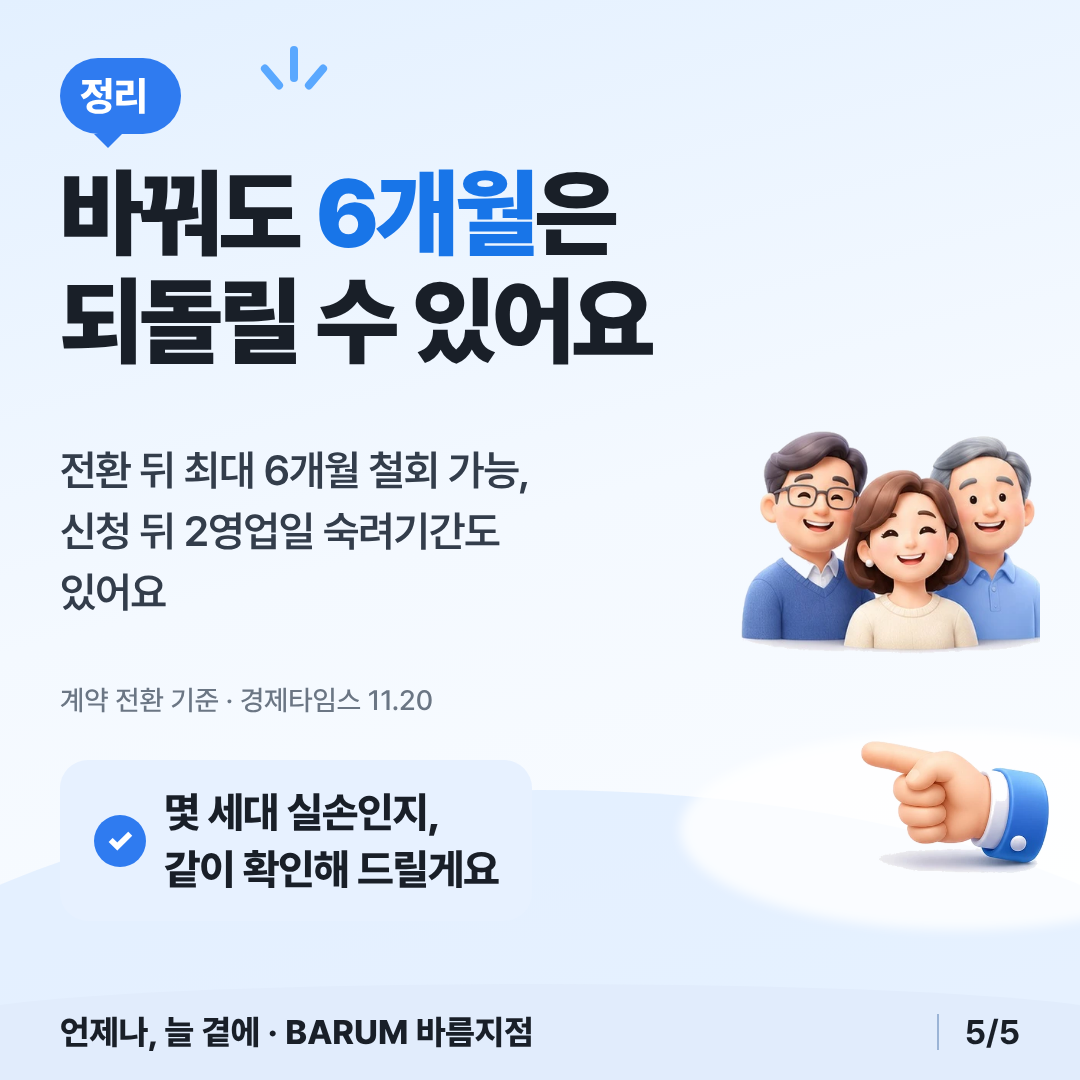 정리
바꿔도 6개월은
되돌릴 수 있어요
전환 뒤 최대 6개월 철회 가능,
신청 뒤 2영업일 숙려기간도
있어요
계약 전환 기준 · 경제타임스 11.20
몇 세대 실손인지,
같이 확인해 드릴게요
언제나, 늘 곁에 · BARUM 바름지점
5/5